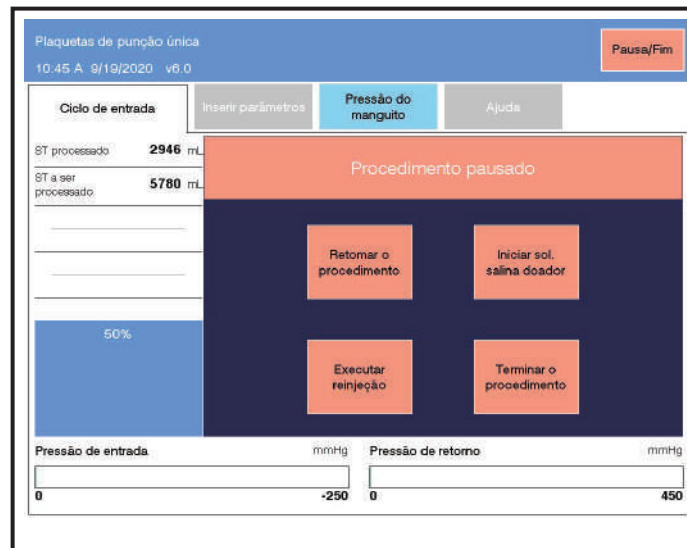 Plaquetas de punção única
Pausa/Fim
10:45 A 9/19/2020 v6.0
Ciclo de entrada
Inserir parâmetros
Pressão do
manguito
Ajuda
ST processado 2946 mL
ST a ser
processado 5780 mL
Procedimento pausado
Retomar o
procedimento
Iniciar sol.
salina doador
50%
Executar
reinjeção
Terminar o
procedimento
Pressão de entrada mmHg
Pressão de retorno mmHg
0 -250
0 450